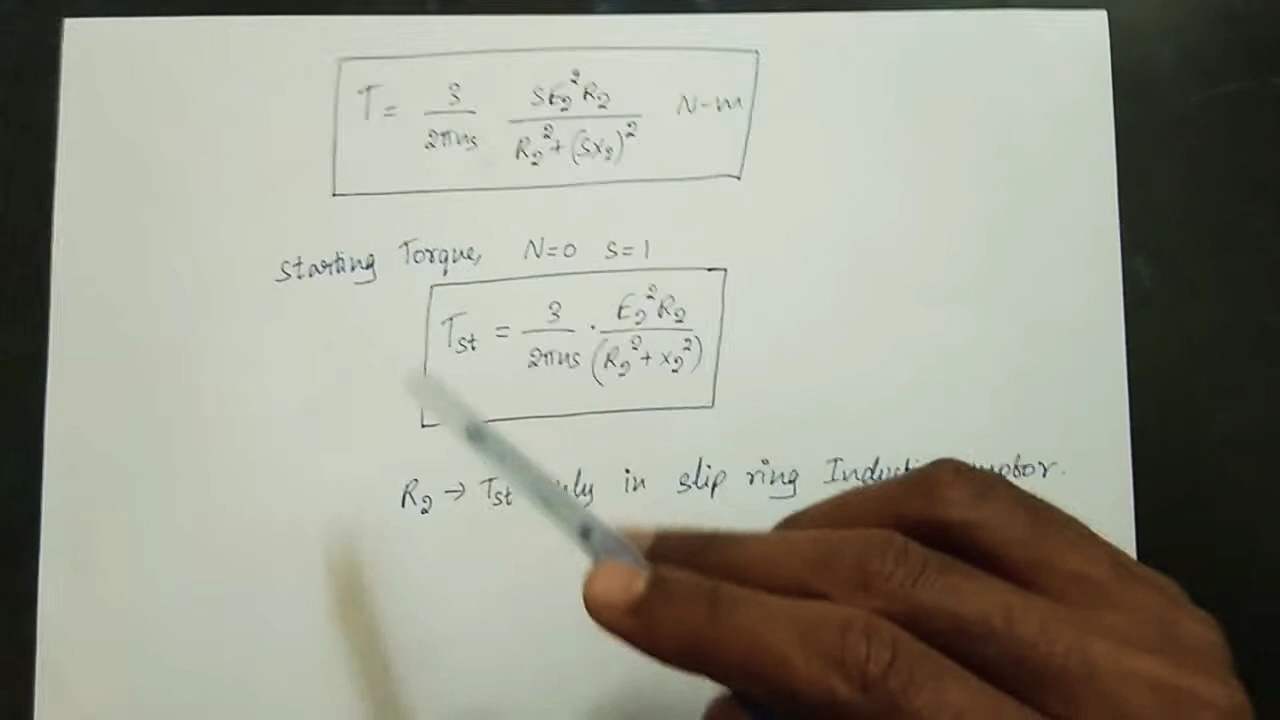 T = 3/2πns SE₂²R₂/R₂²+(SX₂)² N-m
Starting Torque, N=0 S=1
Tst = 3/2πns . E₂²R₂/(R₂²+X₂²)
R₂ → Tst in slip ring motor.